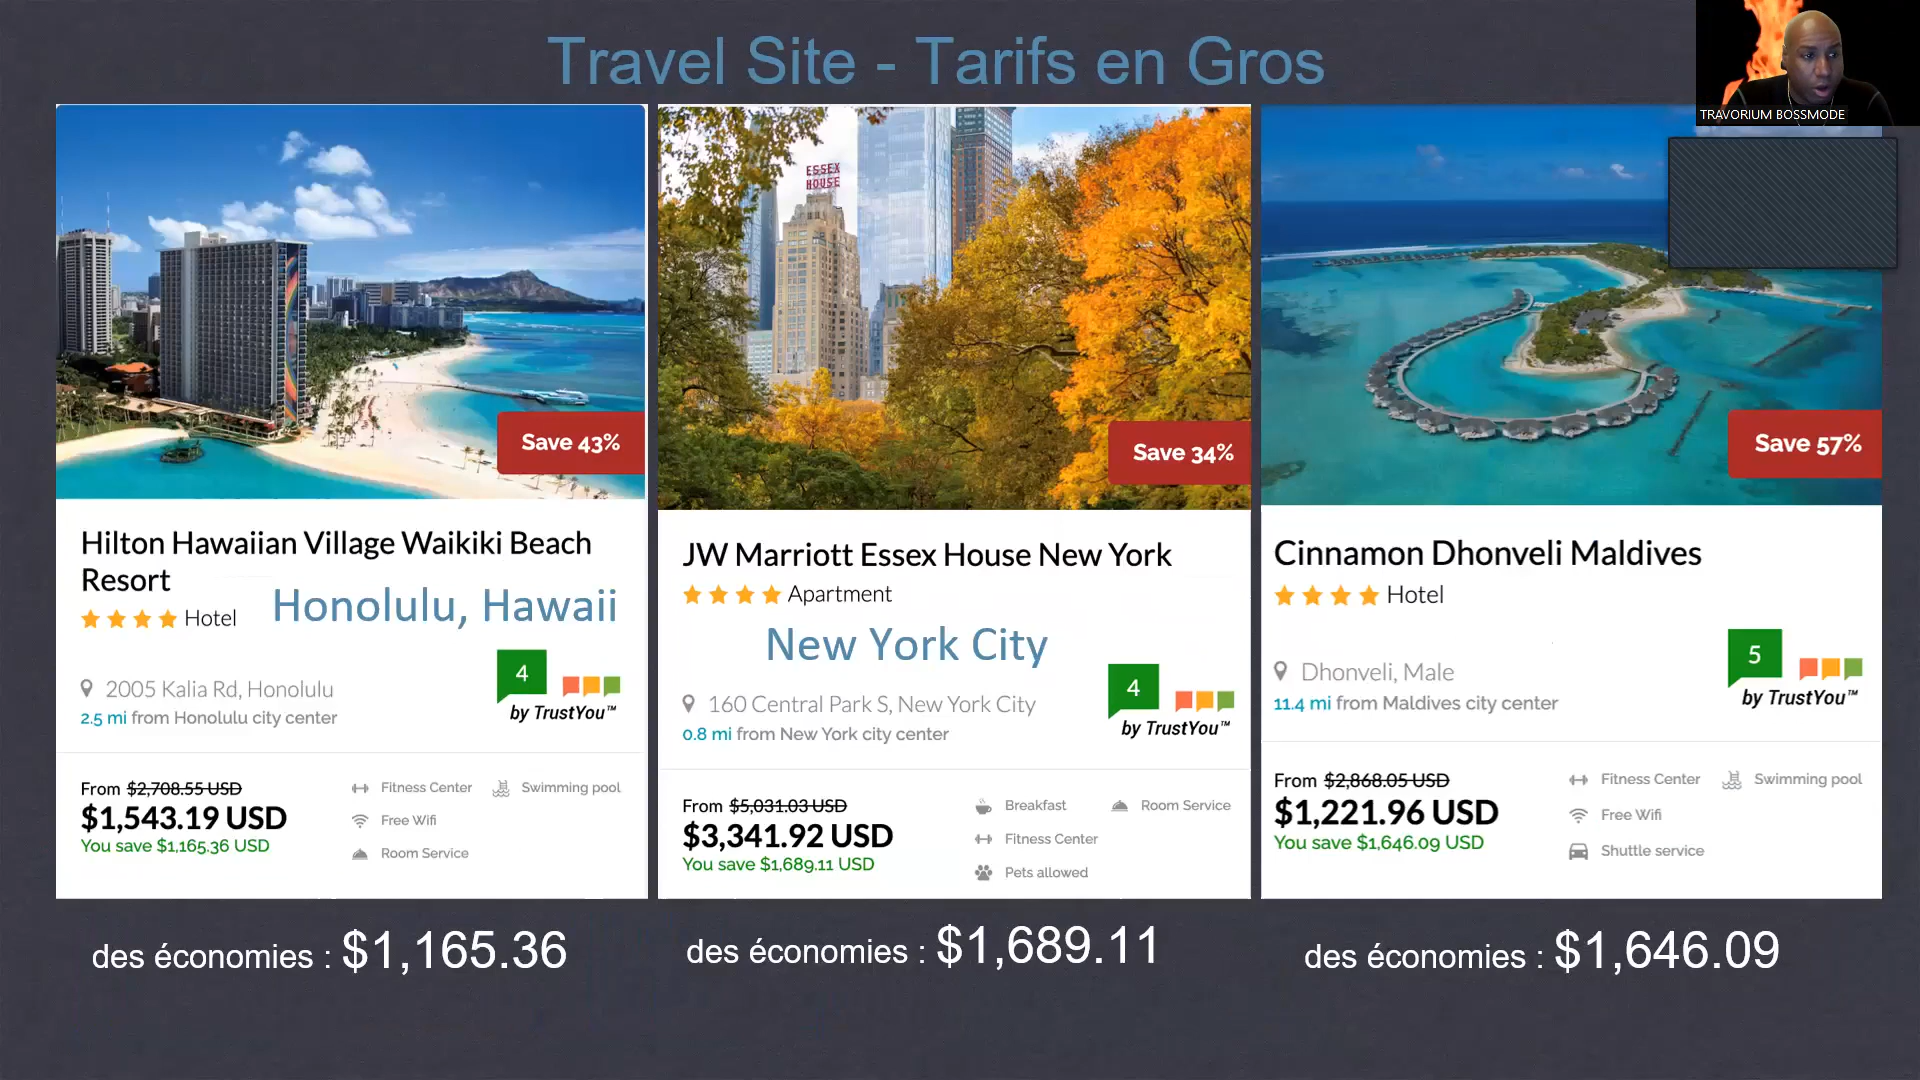 Travel Site - Tarifs en Gros
TRAVORIUM BOSSMODE
Save 43%
Hilton Hawaiian Village Waikiki Beach
Resort
Hotel
Honolulu, Hawaii
2005 Kalia Rd, Honolulu
2.5 mi from Honolulu city center
4
by TrustYou™
From $2,708.55 USD
$1,543.19 USD
You save $1,165.36 USD
Fitness Center
Swimming pool
Free Wifi
Room Service
des économies : $1,165.36
ESSEX
HOUSE
Save 34%
JW Marriott Essex House New York
Apartment
New York City
160 Central Park S, New York City
0.8 mi from New York city center
4
by TrustYou™
From $5,031.03 USD
$3,341.92 USD
You save $1,689.11 USD
Breakfast
Room Service
Fitness Center
Pets allowed
des économies : $1,689.11
Save 57%
Cinnamon Dhonveli Maldives
Hotel
Dhonveli, Male
11.4 mi from Maldives city center
5
by TrustYou™
From $2,868.05 USD
$1,221.96 USD
You save $1,646.09 USD
Fitness Center
Swimming pool
Free Wifi
Shuttle service
des économies : $1,646.09